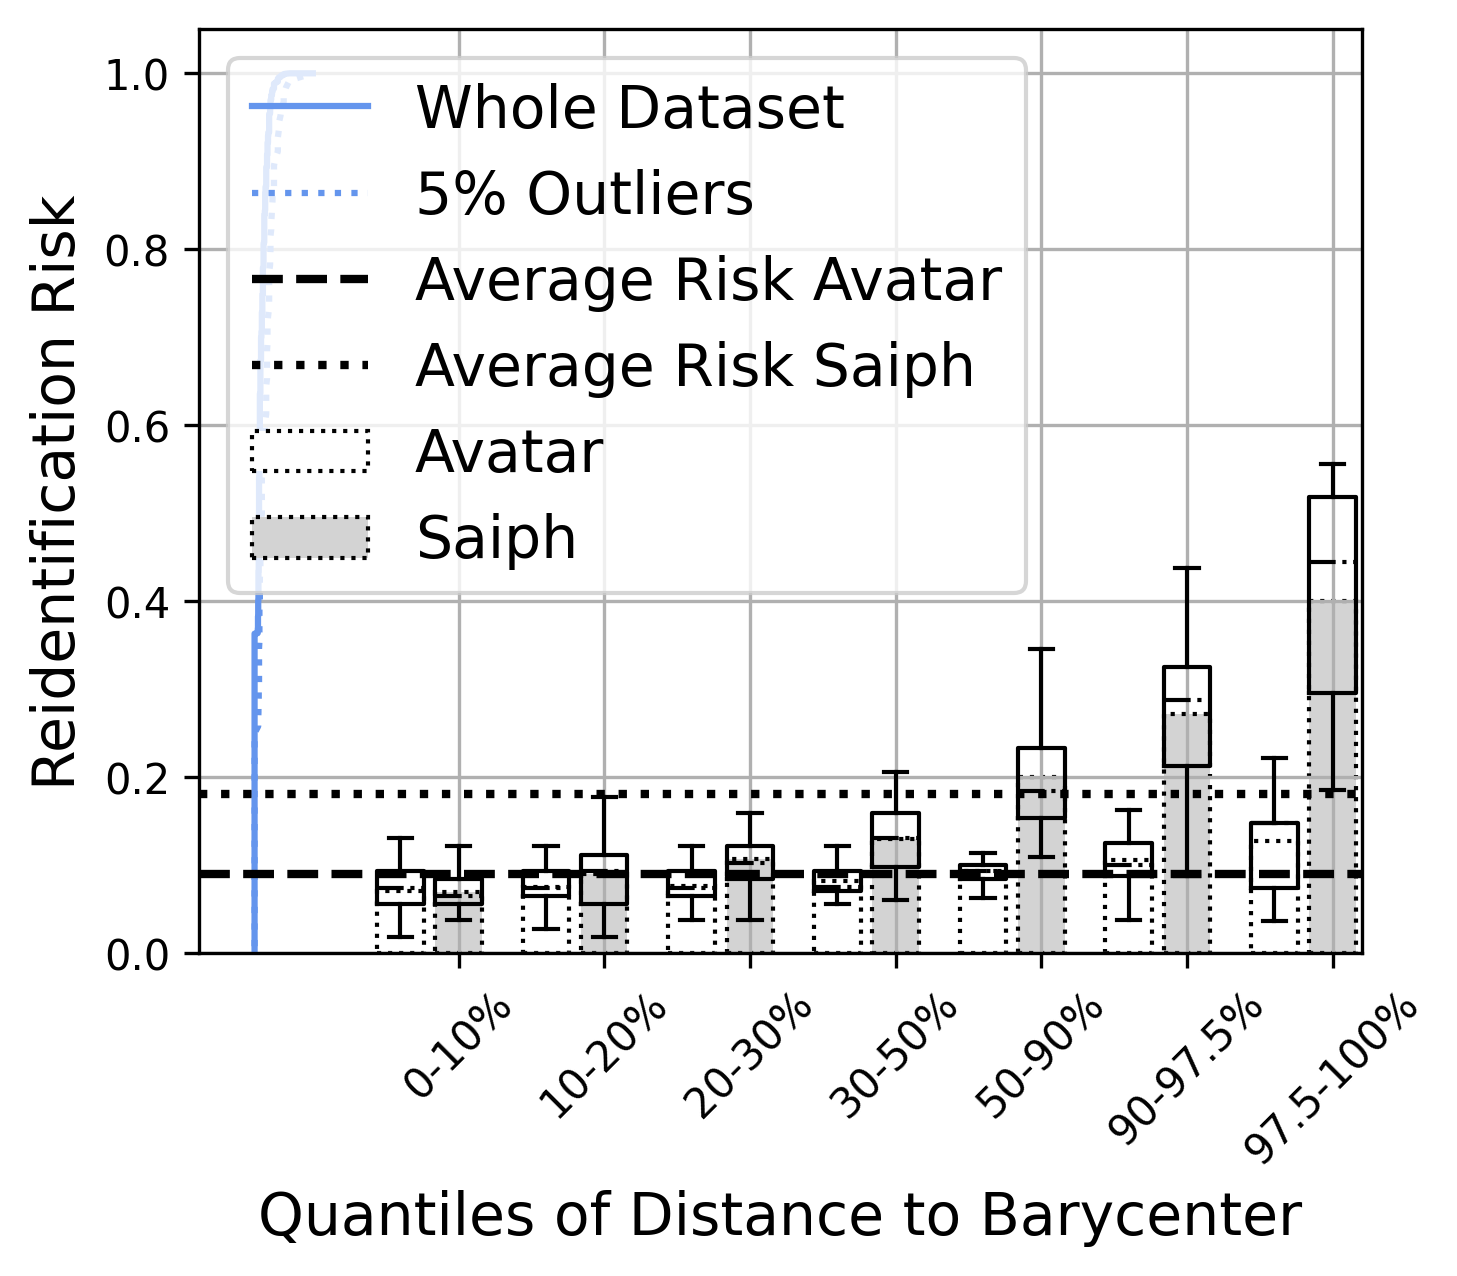 Reidentification Risk
1.0
0.8
0.6
0.4
0.2
0.0
Whole Dataset
5% Outliers
Average Risk Avatar
Average Risk Saiph
Avatar
Saiph
0-10%
10-20%
20-30%
30-50%
50-90%
90-97.5%
97.5-100%
Quantiles of Distance to Barycenter